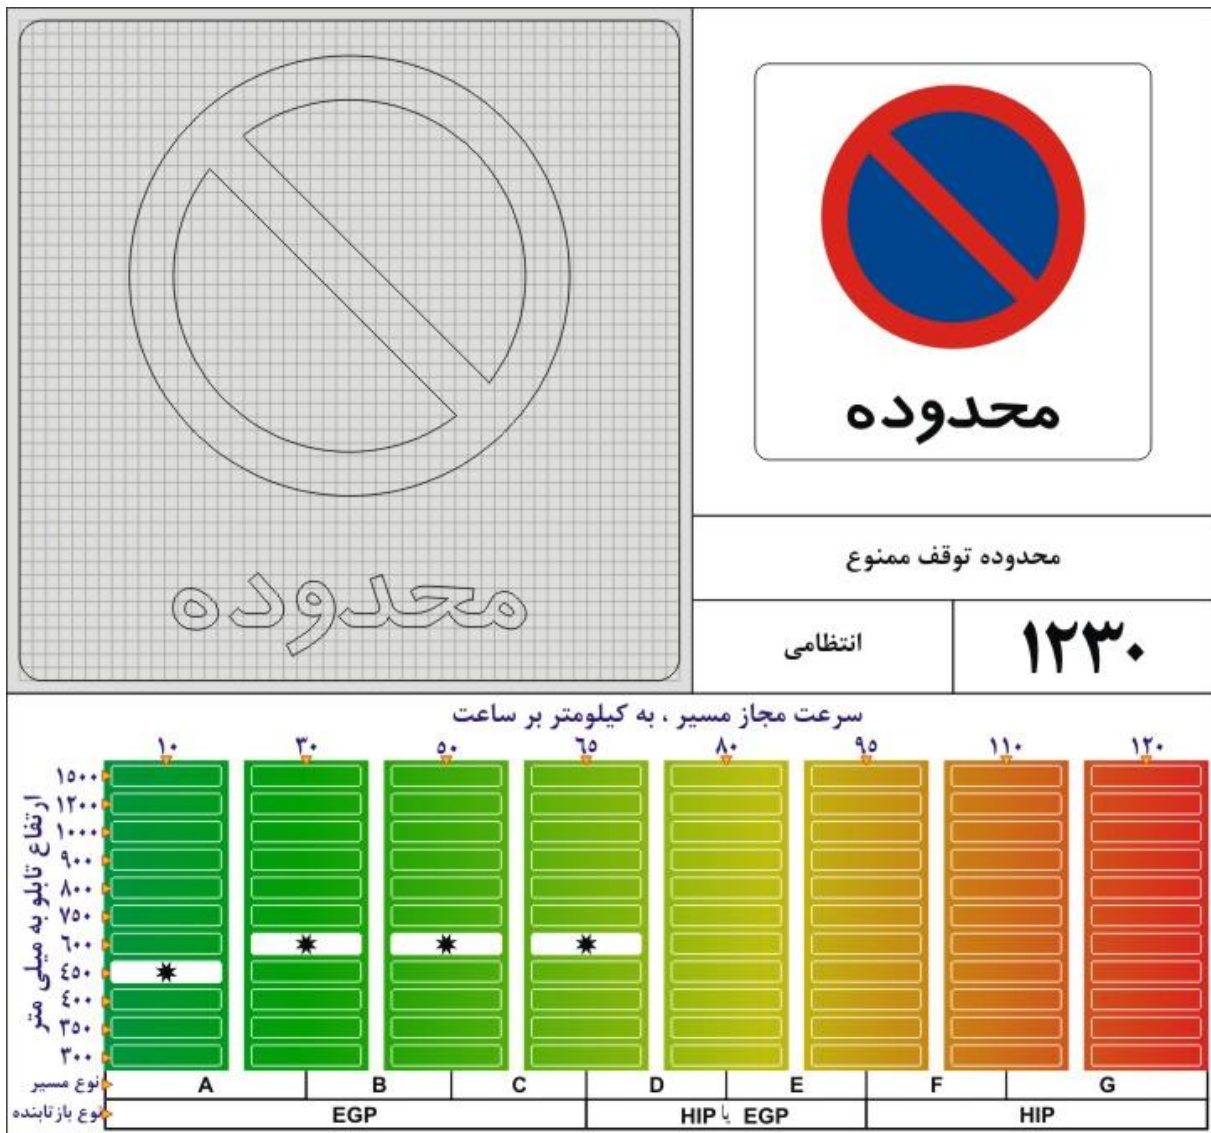 محدوده
محدوده
محدوده توقف ممنوع
۱۲۳۰
انتظامی
سرعت مجاز مسیر ، به کیلومتر بر ساعت
۱۰ ۳۰ ۵۰ ۶۵ ۸۰ ۹۵ ۱۱۰ ۱۲۰
ارتفاع تابلو به میلی متر
۱۵۰۰
۱۲۰۰
۱۰۰۰
۹۰۰
۸۰۰
۷۵۰
۶۰۰
۴۵۰
۴۰۰
۳۵۰
۳۰۰
نوع مسیر A B C D E F G
نوع بازتابنده EGP HIP یا EGP HIP